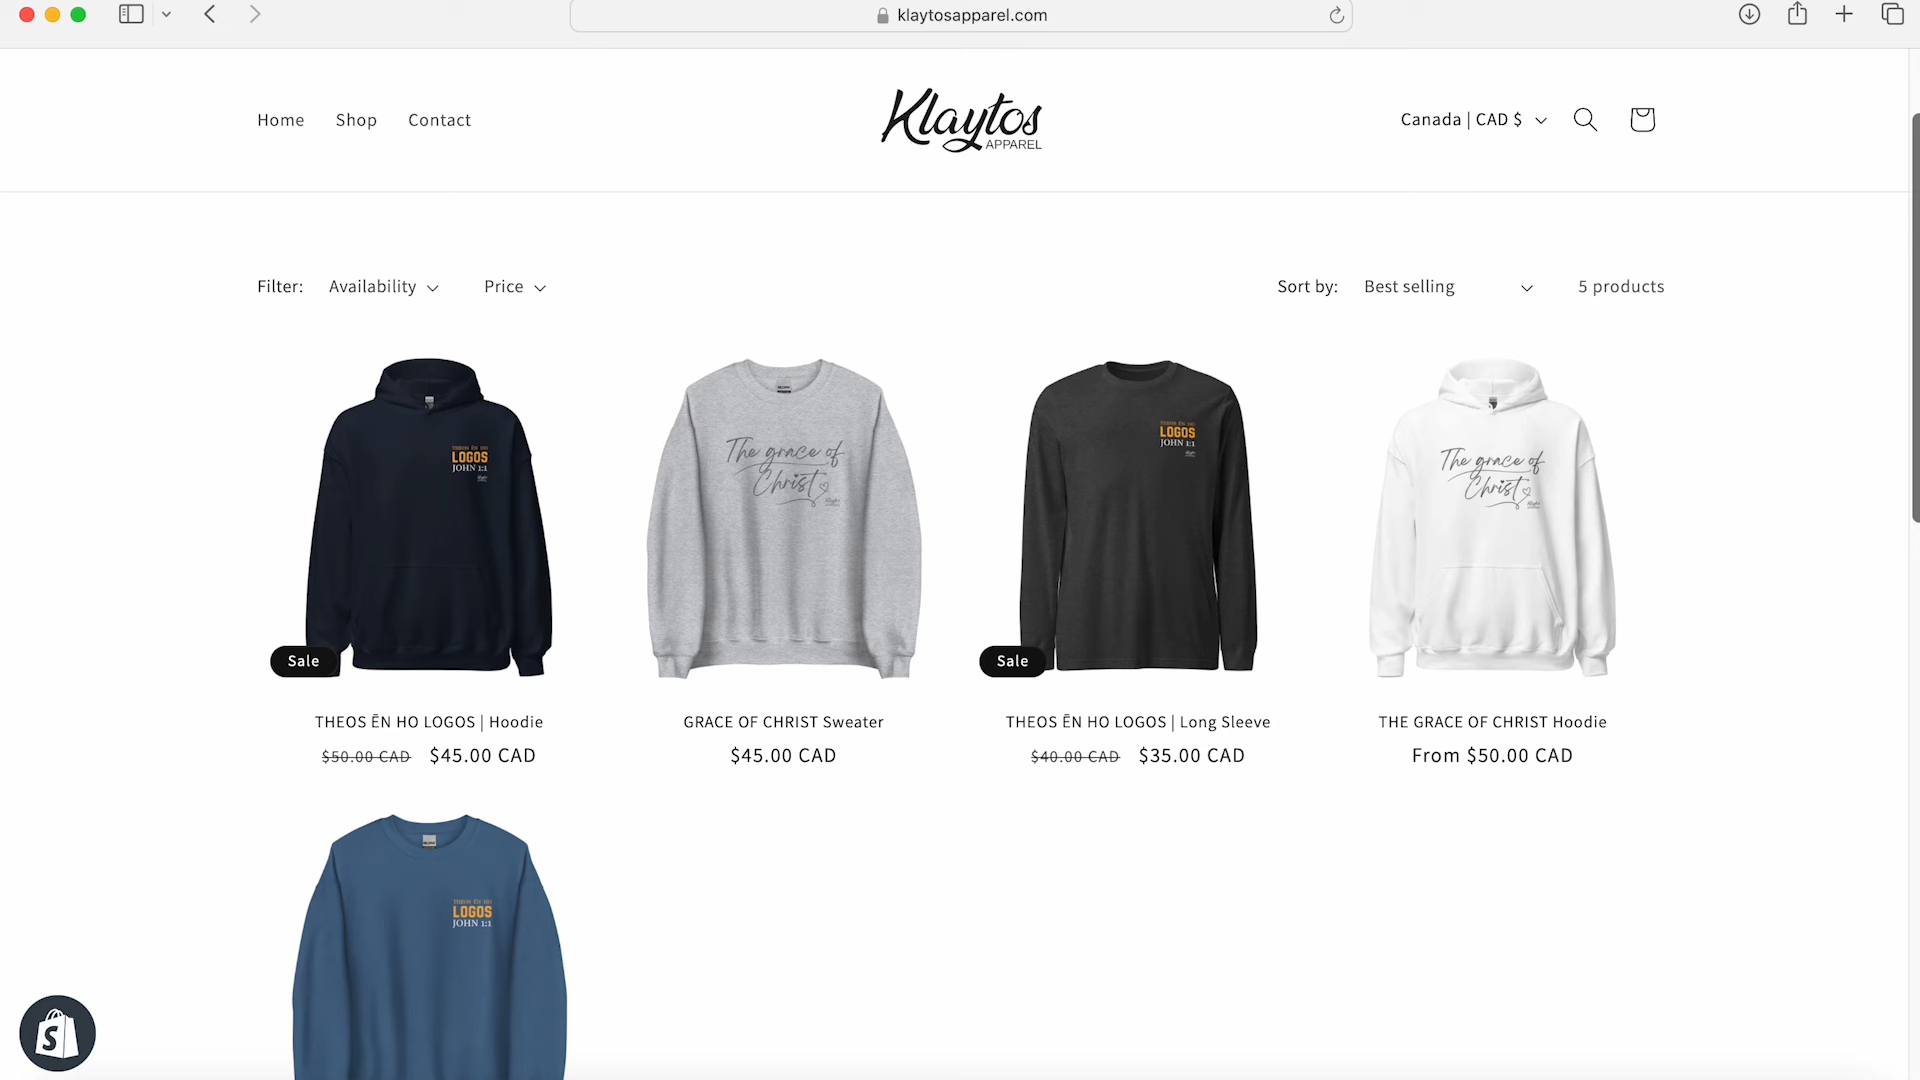 klaytosapparel.com
Home Shop Contact
Klaytos
APPAREL
Canada | CAD $
Filter: Availability Price
Sort by: Best selling 5 products
THEOS ĒN HO
LOGOS
JOHN 1:1
The grace of
Christ
THEOS ĒN HO
LOGOS
JOHN 1:1
The grace of
Christ
Sale
Sale
THEOS ĒN HO LOGOS | Hoodie
$50.00 CAD $45.00 CAD
GRACE OF CHRIST Sweater
$45.00 CAD
THEOS ĒN HO LOGOS | Long Sleeve
$40.00 CAD $35.00 CAD
THE GRACE OF CHRIST Hoodie
From $50.00 CAD
THEOS ĒN HO
LOGOS
JOHN 1:1
S